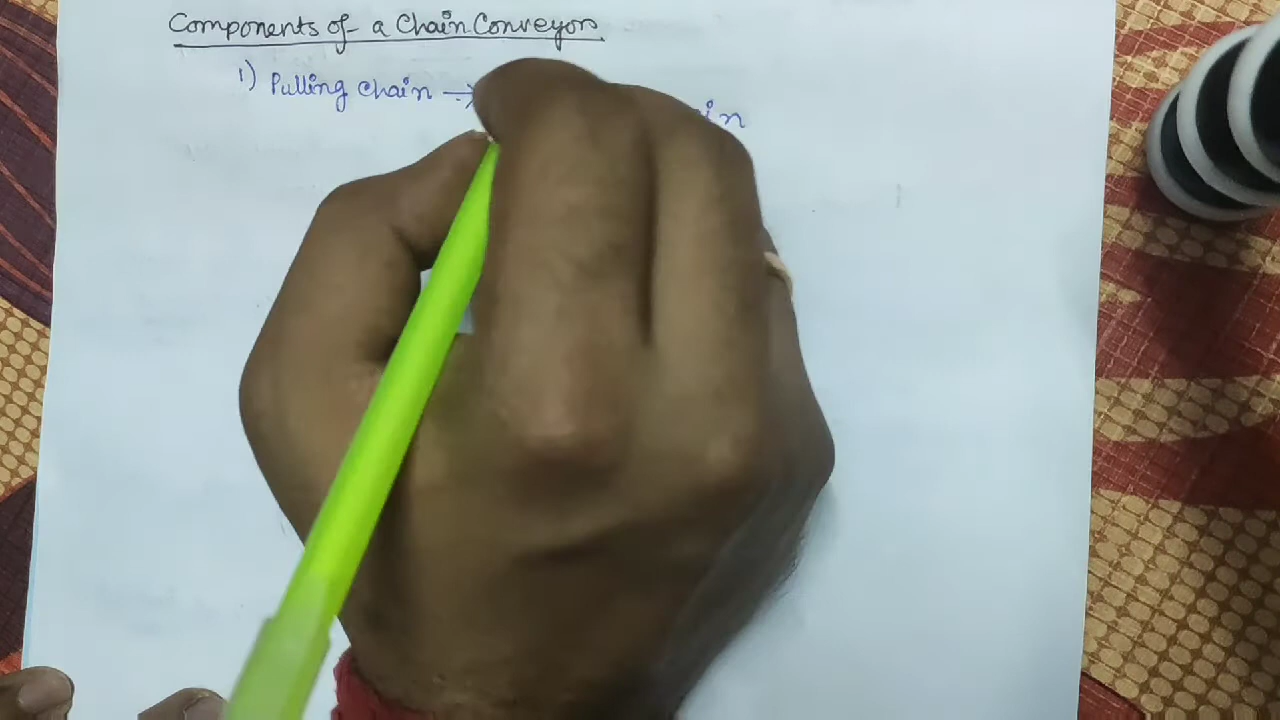 Components of a Chain Conveyor
1) Pulling Chain →